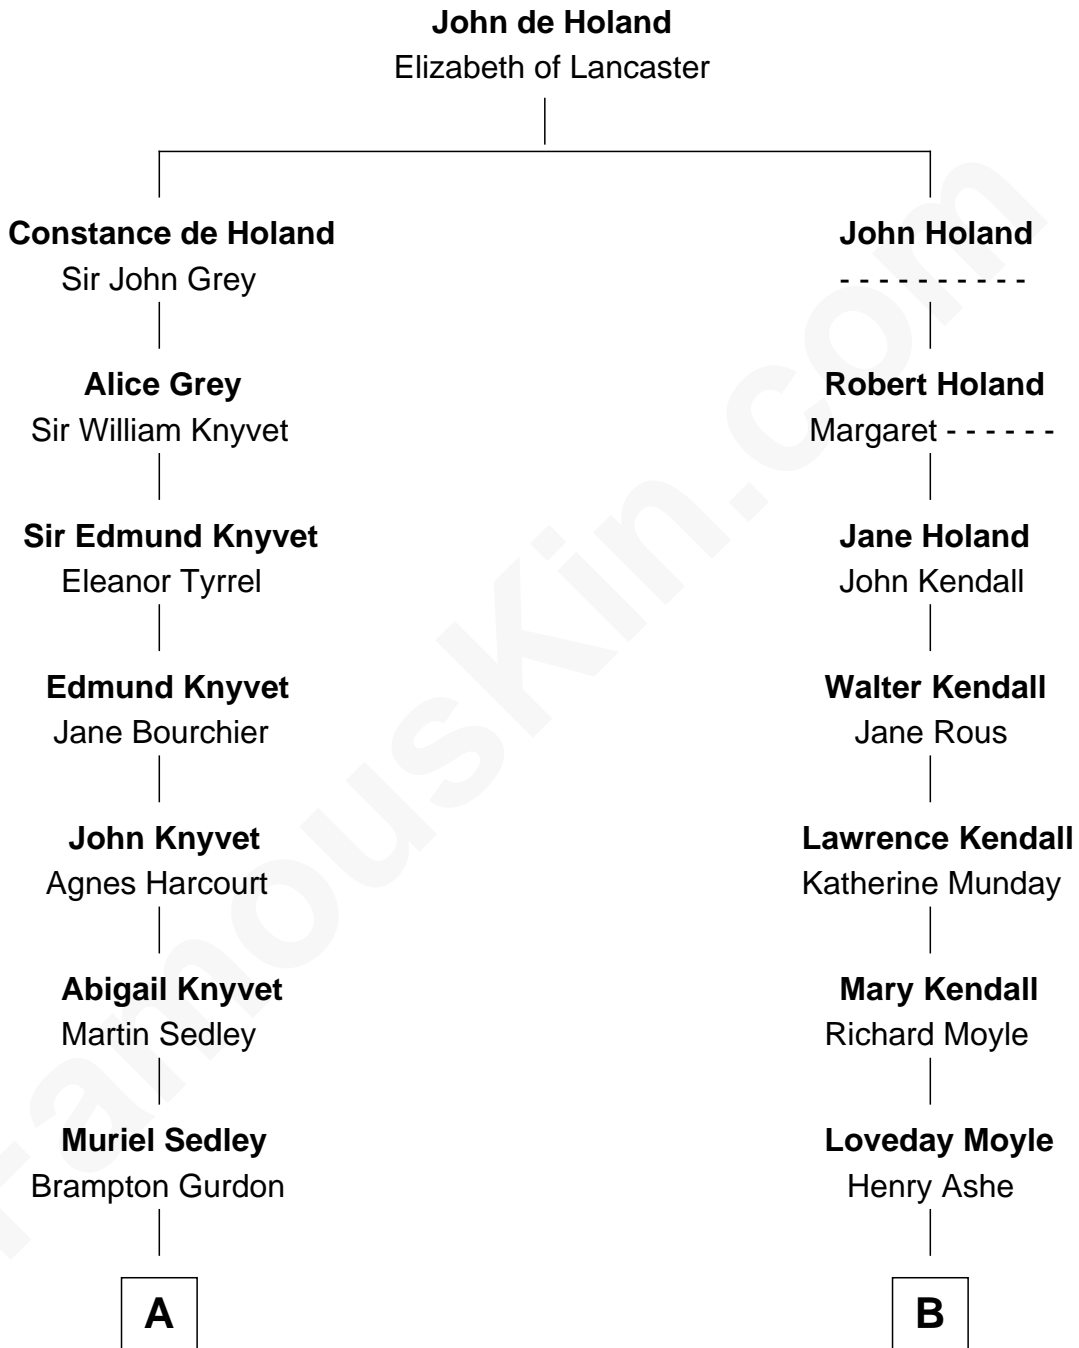 John de Holand
Elizabeth of Lancaster
Constance de Holand
Sir John Grey
Alice Grey
Sir William Knyvet
Sir Edmund Knyvet
Eleanor Tyrrel
Edmund Knyvet
Jane Bourchier
John Knyvet
Agnes Harcourt
Abigail Knyvet
Martin Sedley
Muriel Sedley
Brampton Gurdon
A
John Holand
- - - - - - - - - -
Robert Holand
Margaret - - - - - -
Jane Holand
John Kendall
Walter Kendall
Jane Rous
Lawrence Kendall
Katherine Munday
Mary Kendall
Richard Moyle
Loveday Moyle
Henry Ashe
B
FamousKin.com